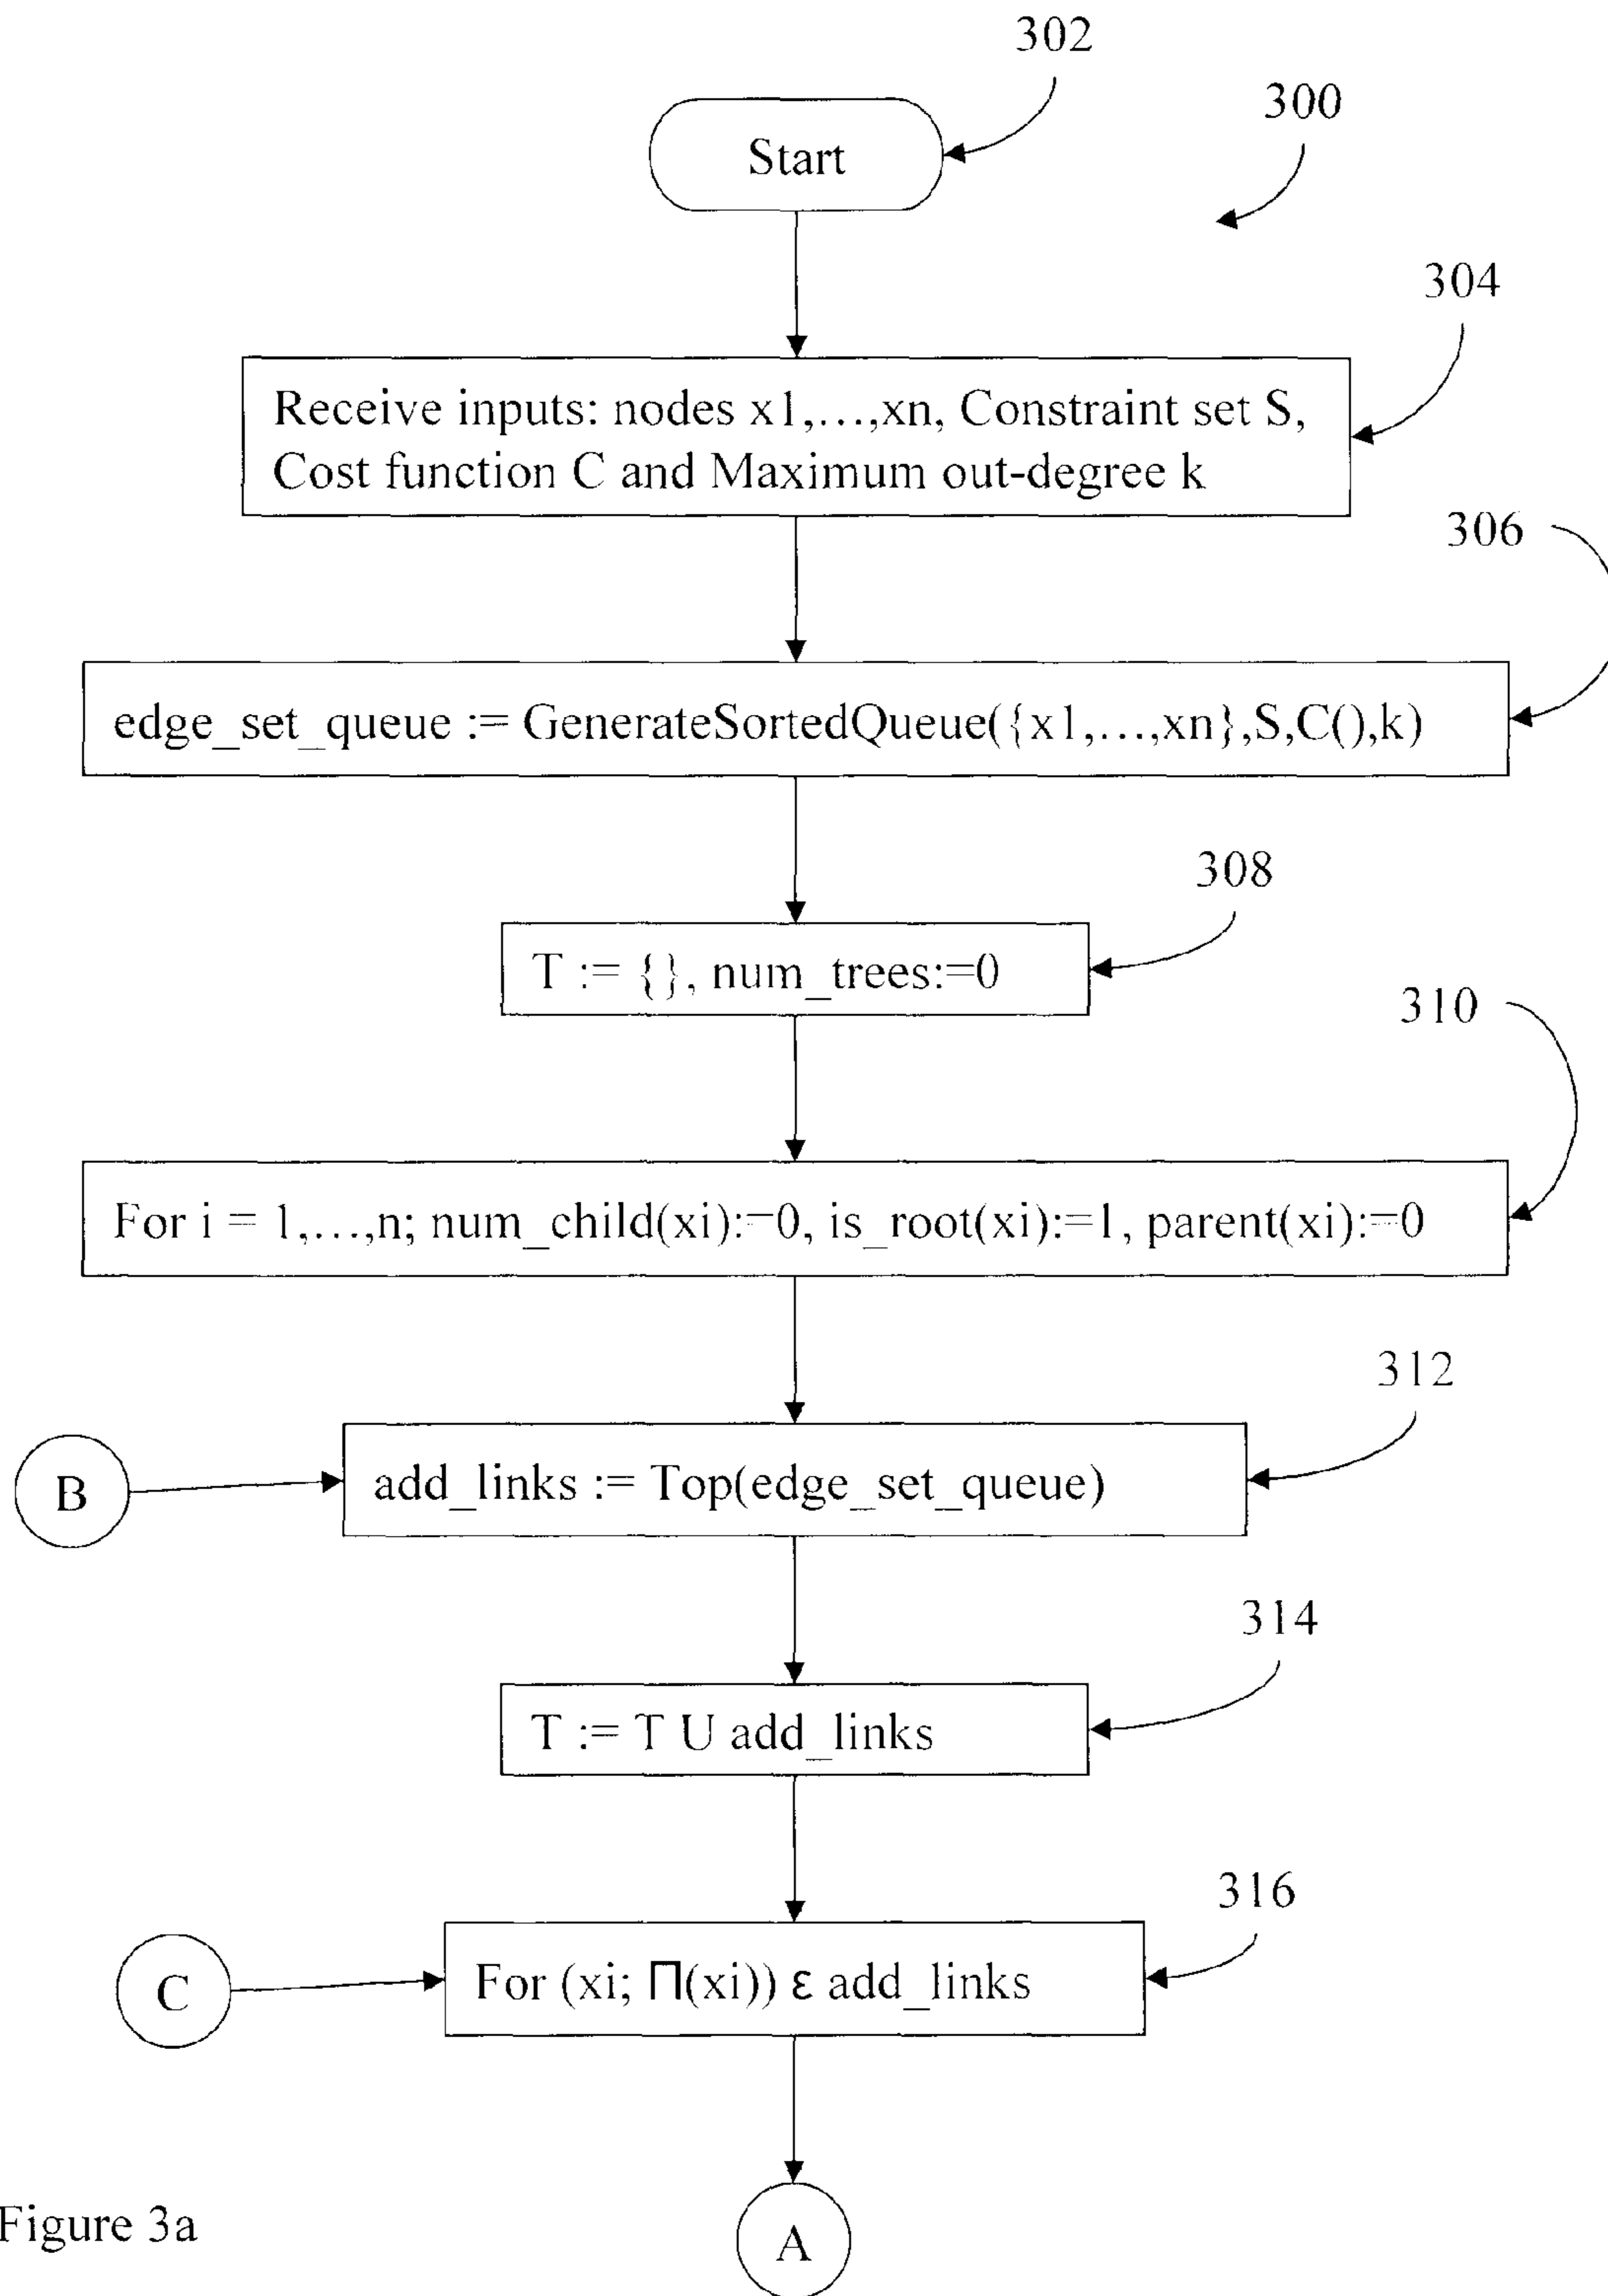 302
300
Start
304
Receive inputs: nodes x1,...,xn, Constraint set S,
Cost function C and Maximum out-degree k
306
edge_set_queue := GenerateSortedQueue({x1,...,xn},S,C(),k)
308
T := {}, num_trees:=0
310
For i = 1,...,n; num_child(xi):=0, is_root(xi):=1, parent(xi):=0
312
B
add_links := Top(edge_set_queue)
314
T := T U add_links
316
C
For (xi; Π(xi)) ε add_links
Figure 3a
A